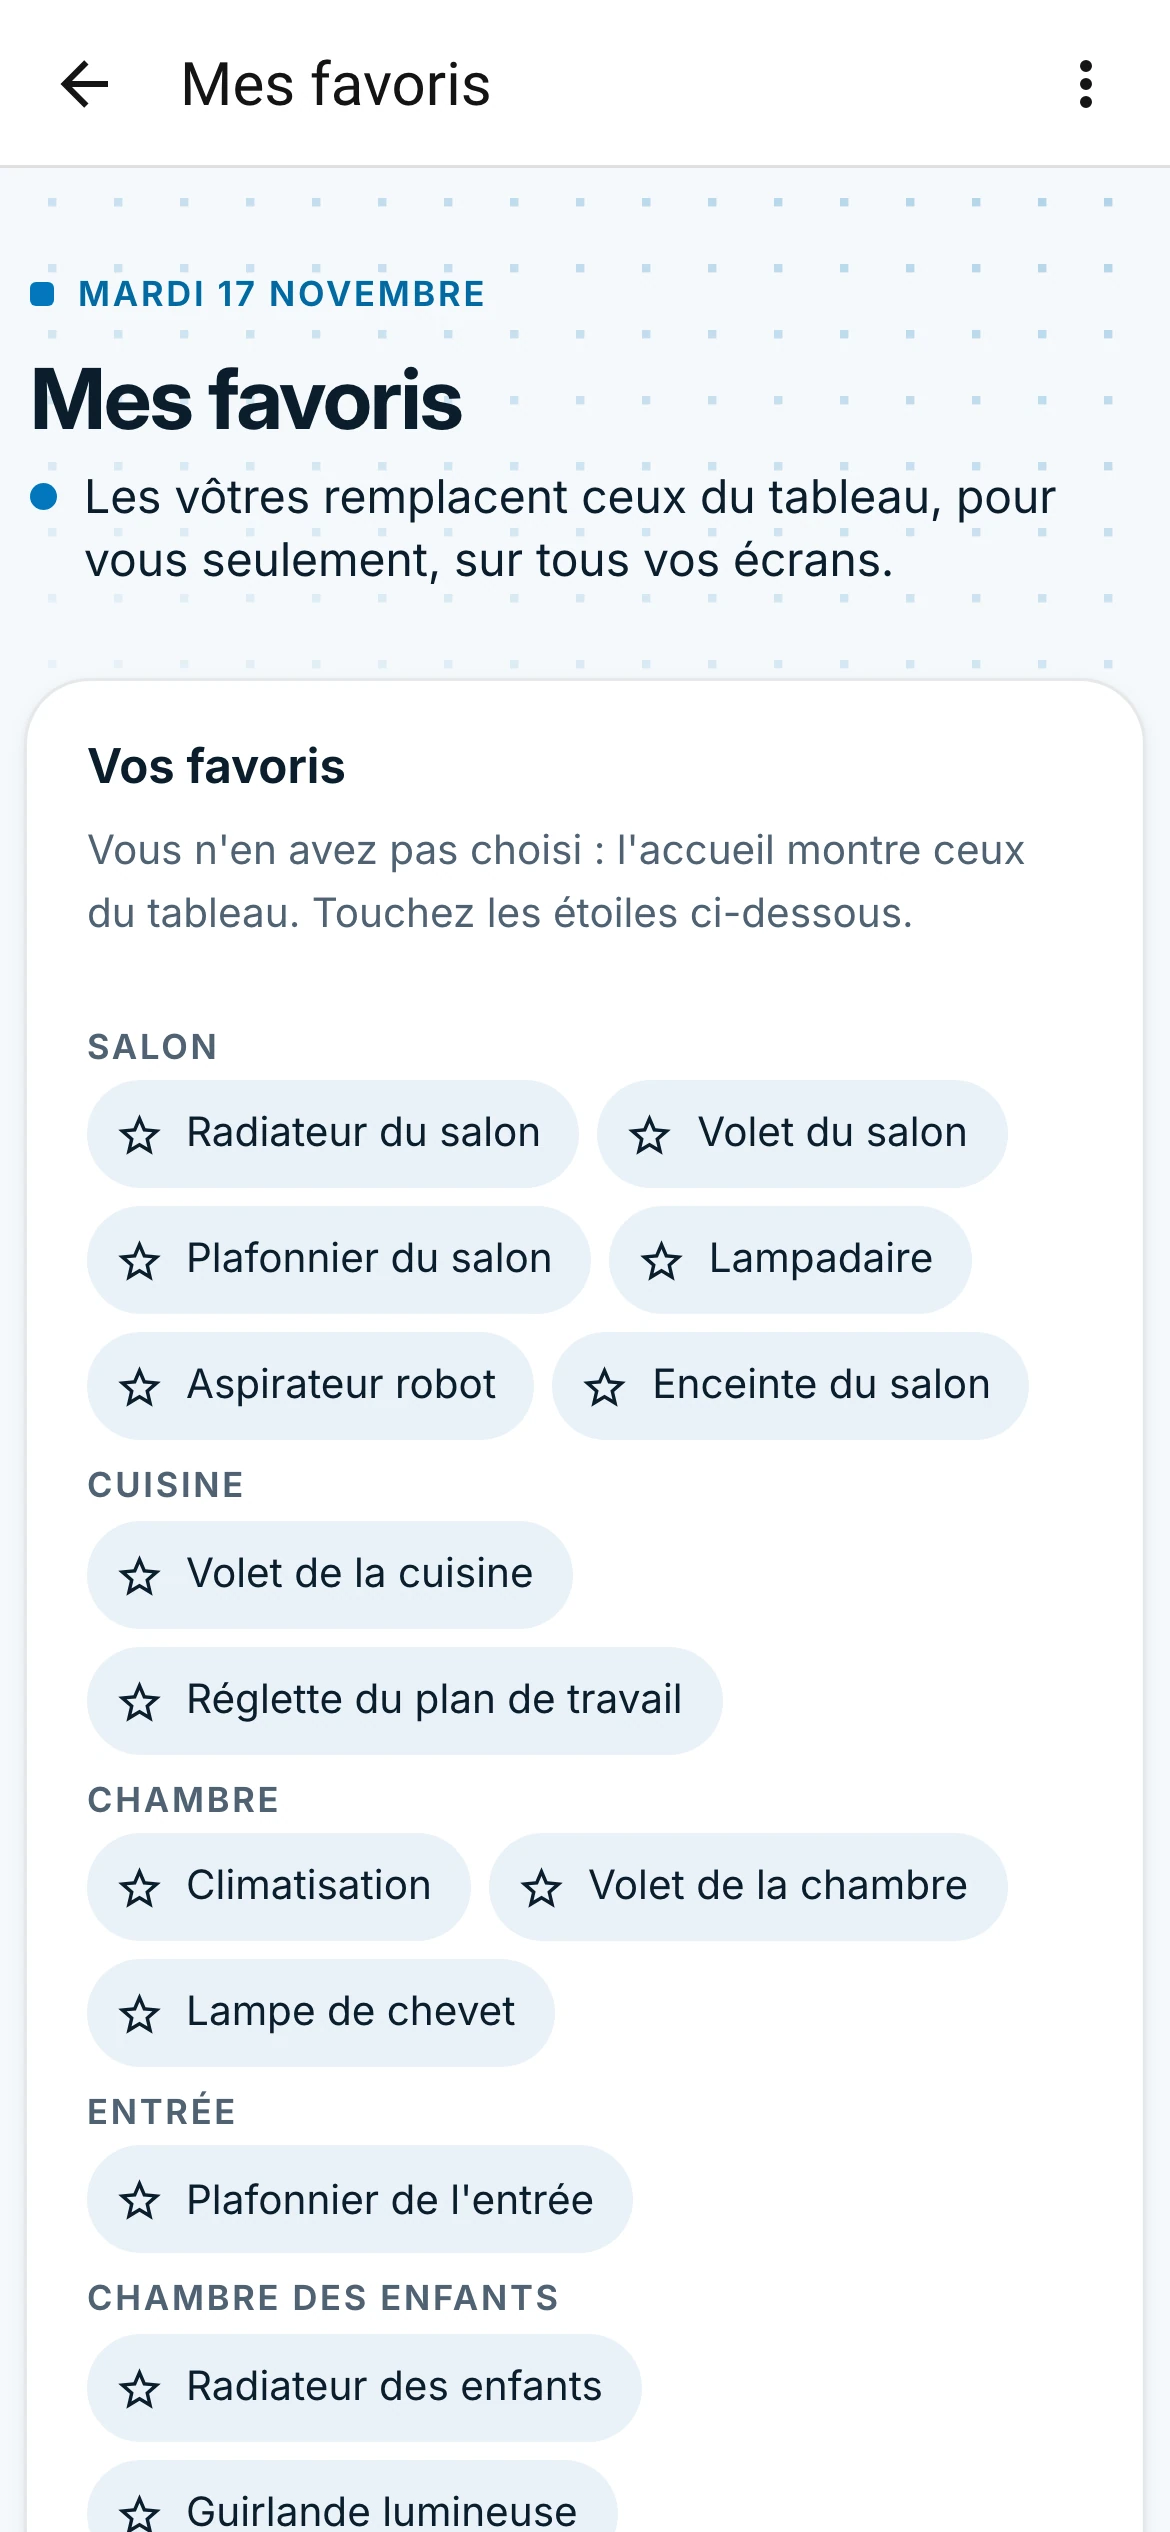 Mes favoris
MARDI 17 NOVEMBRE
Mes favoris
Les vôtres remplacent ceux du tableau, pour
vous seulement, sur tous vos écrans.
Vos favoris
Vous n'en avez pas choisi : l'accueil montre ceux
du tableau. Touchez les étoiles ci-dessous.
SALON
Radiateur du salon
Volet du salon
Plafonnier du salon
Lampadaire
Aspirateur robot
Enceinte du salon
CUISINE
Volet de la cuisine
Réglette du plan de travail
CHAMBRE
Climatisation
Volet de la chambre
Lampe de chevet
ENTRÉE
Plafonnier de l'entrée
CHAMBRE DES ENFANTS
Radiateur des enfants
Guirlande lumineuse